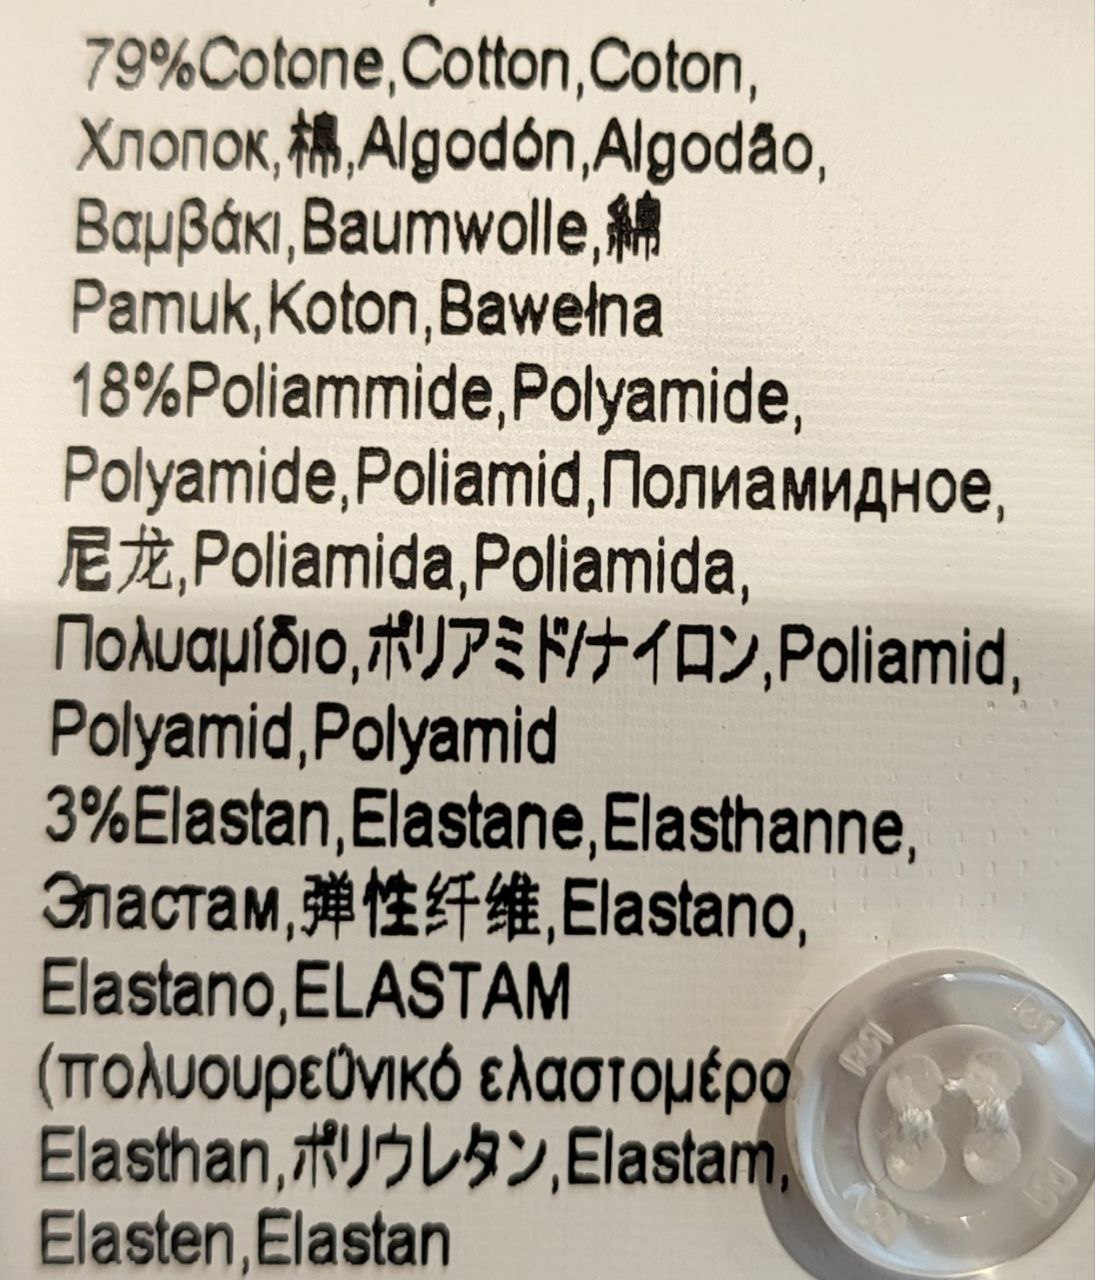 79%Cotone,Cotton,Coton,
Хлопок,棉,Algodón,Algodão,
Βαμβάκι,Baumwolle,綿
Pamuk,Koton,Bawełna
18%Poliammide,Polyamide,
Polyamide,Poliamid,Полиамидное,
尼龙,Poliamida,Poliamida,
Πολυαμίδιο,ポリアミド/ナイロン,Poliamid,
Polyamid,Polyamid
3%Elastan,Elastane,Elasthanne,
Эластам,弹性纤维,Elastano,
Elastano,ELASTAM
(πολυουρεΰνικό ελαστομέρο
Elasthan,ポリウレタン,Elastam,
Elasten,Elastan